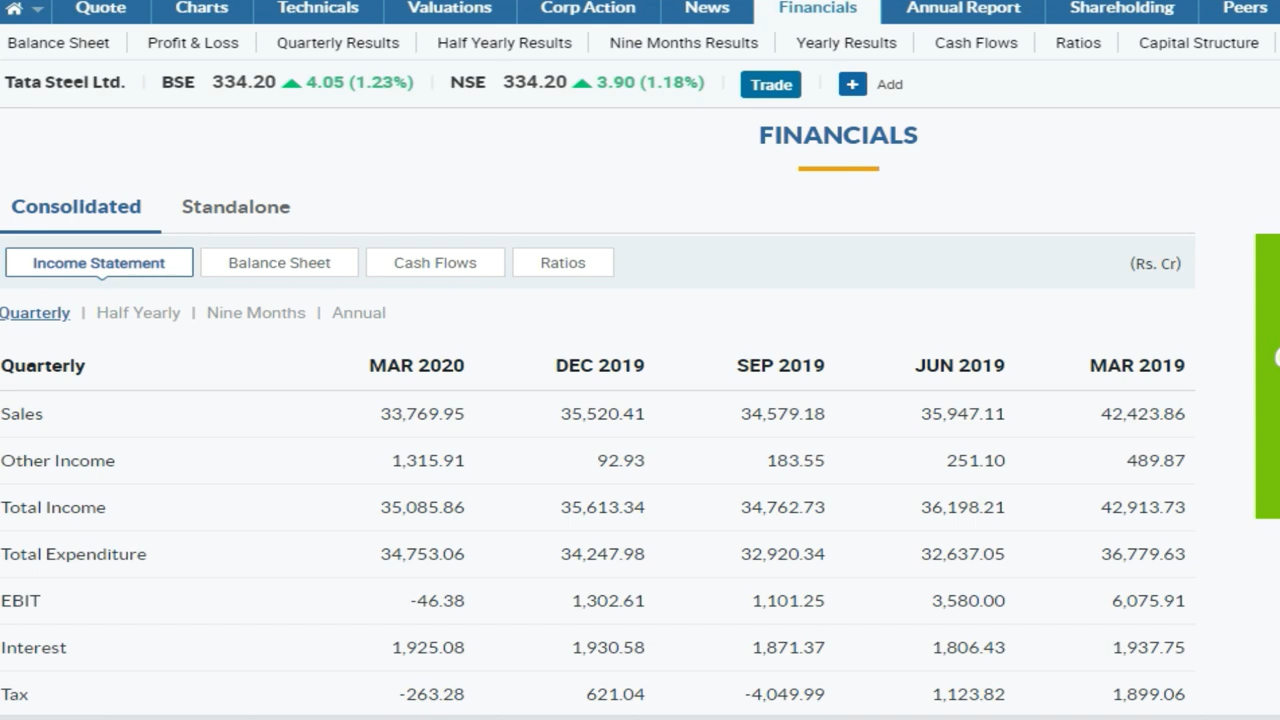 Quote Charts Technicals Valuations Corp Action News Financials Annual Report Shareholding Peers
Balance Sheet Profit & Loss Quarterly Results Half Yearly Results Nine Months Results Yearly Results Cash Flows Ratios Capital Structure
Tata Steel Ltd. BSE 334.20 4.05 (1.23%) NSE 334.20 3.90 (1.18%) Trade + Add
FINANCIALS
Consolidated Standalone
Income Statement Balance Sheet Cash Flows Ratios (Rs. Cr)
Quarterly | Half Yearly | Nine Months | Annual
Quarterly MAR 2020 DEC 2019 SEP 2019 JUN 2019 MAR 2019
Sales 33,769.95 35,520.41 34,579.18 35,947.11 42,423.86
Other Income 1,315.91 92.93 183.55 251.10 489.87
Total Income 35,085.86 35,613.34 34,762.73 36,198.21 42,913.73
Total Expenditure 34,753.06 34,247.98 32,920.34 32,637.05 36,779.63
EBIT -46.38 1,302.61 1,101.25 3,580.00 6,075.91
Interest 1,925.08 1,930.58 1,871.37 1,806.43 1,937.75
Tax -263.28 621.04 -4,049.99 1,123.82 1,899.06